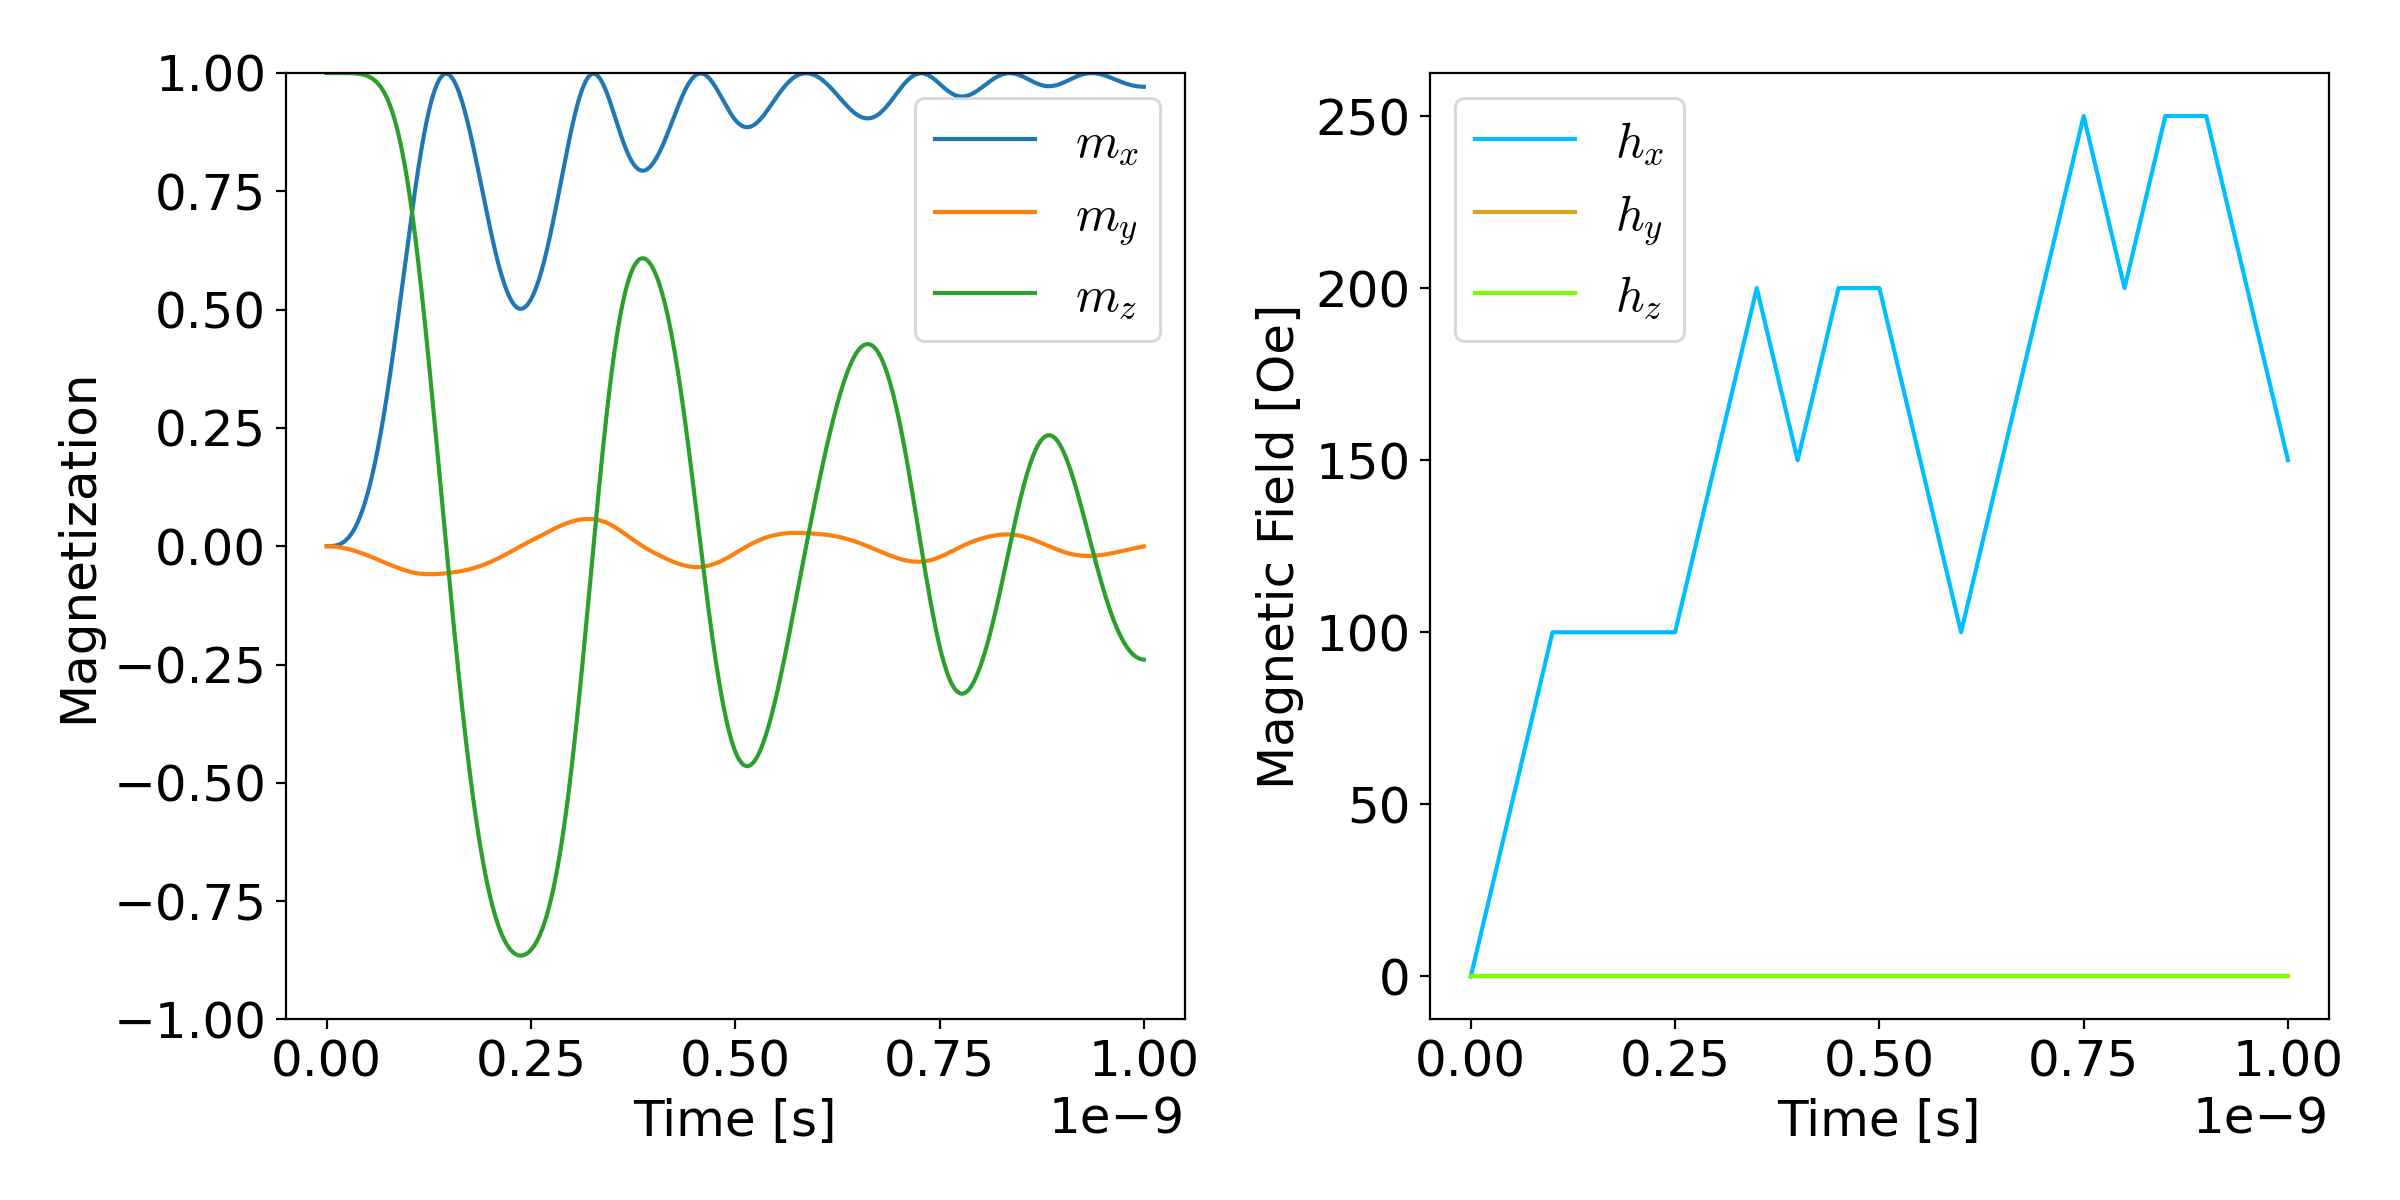 1.00
0.75
0.50
0.25
0.00
−0.25
−0.50
−0.75
−1.00
Magnetization
0.00 0.25 0.50 0.75 1.00
Time [s]
1e−9
m_x
m_y
m_z
250
200
150
100
50
0
Magnetic Field [Oe]
0.00 0.25 0.50 0.75 1.00
Time [s]
1e−9
h_x
h_y
h_z